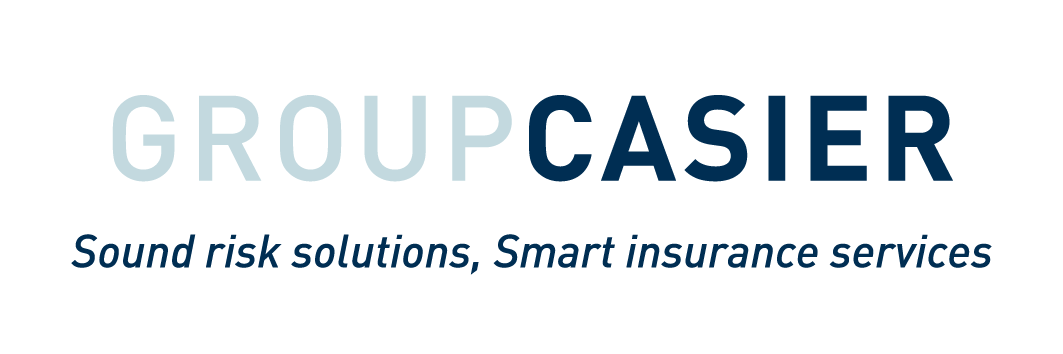 GROUPCASIER
Sound risk solutions, Smart insurance services